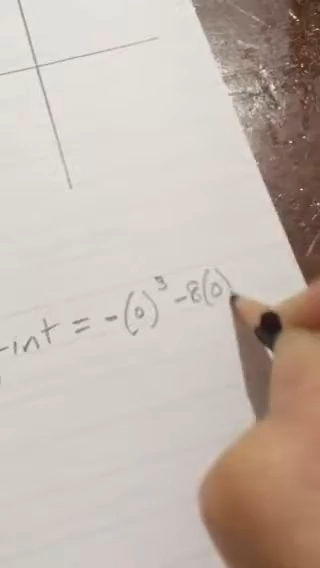 -int = -(0)³ -8(0)